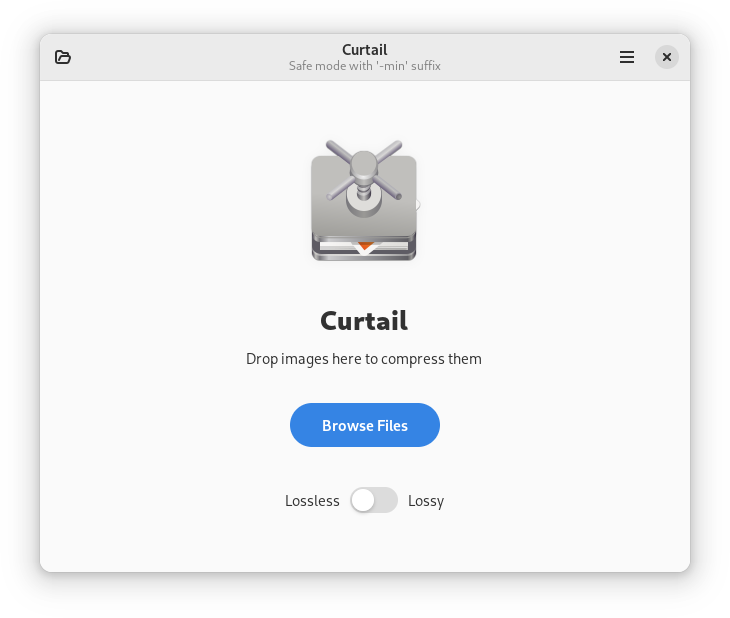 Curtail
Safe mode with '-min' suffix
Curtail
Drop images here to compress them
Browse Files
Lossless Lossy